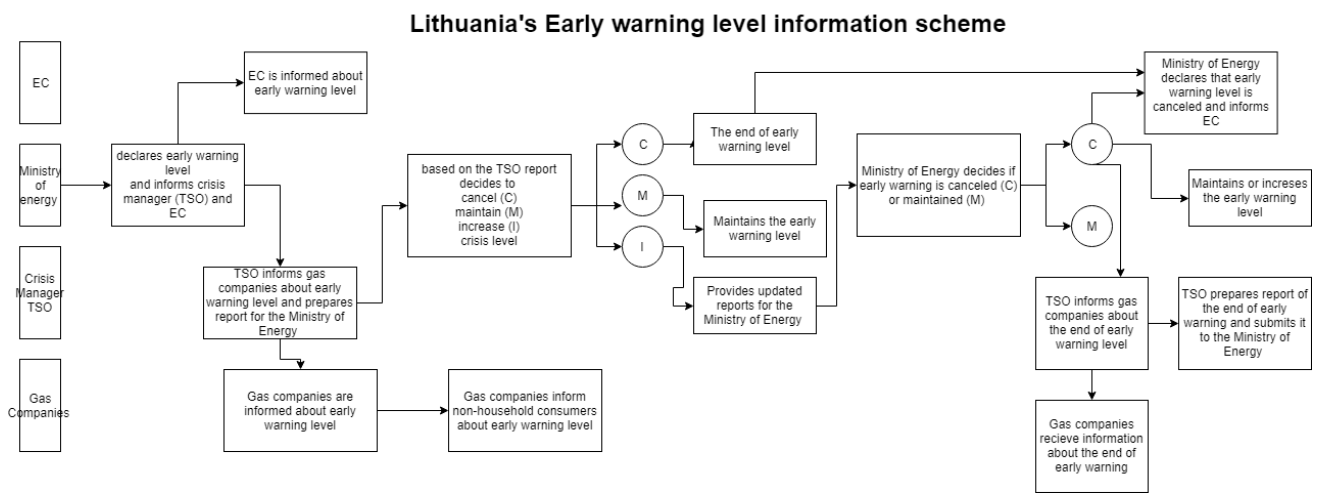 Lithuania's Early warning level information scheme
EC
EC is informed about
early warning level
Ministry of Energy
declares that early
warning level is
canceled and informs
EC
Ministry
of
energy
declares early warning
level
and informs crisis
manager (TSO) and
EC
based on the TSO report
decides to
cancel (C)
maintain (M)
increase (I)
crisis level
C
M
I
The end of early
warning level
Maintains the early
warning level
Ministry of Energy decides if
early warning is canceled (C)
or maintained (M)
C
M
Maintains or increses
the early warning
level
Crisis
Manager
TSO
TSO informs gas
companies about early
warning level and prepares
report for the Ministry of
Energy
Provides updated
reports for the
Ministry of Energy
TSO informs gas
companies about
the end of early
warning level
TSO prepares report of
the end of early
warning and submits it
to the Ministry of
Energy
Gas
Companies
Gas companies are
informed about early
warning level
Gas companies inform
non-household consumers
about early warning level
Gas companies
recieve information
about the end of
early warning